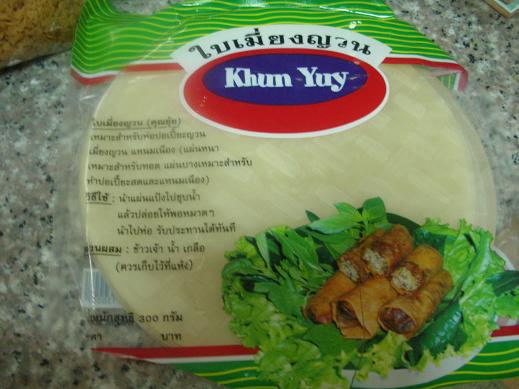 ใบเมี่ยงญวน
Khun Yuy
ใบเมี่ยงญวน (คุณยุ้ย)
เหมาะสำหรับห่อปอเปี๊ยะญวน
เมี่ยงญวน แหนมเนือง (แผ่นหนา
เหมาะสำหรับทอด แผ่นบางเหมาะสำหรับ
ทำปอเปี๊ยะสดและแหนมเนือง)
วิธีใช้ : นำแผ่นแป้งไปชุบน้ำ
แล้วปล่อยให้พอหมาดๆ
นำไปห่อ รับประทานได้ทันที
ส่วนผสม : ข้าวเจ้า น้ำ เกลือ
(ควรเก็บไว้ที่แห้ง)
300 กรัม
บาท